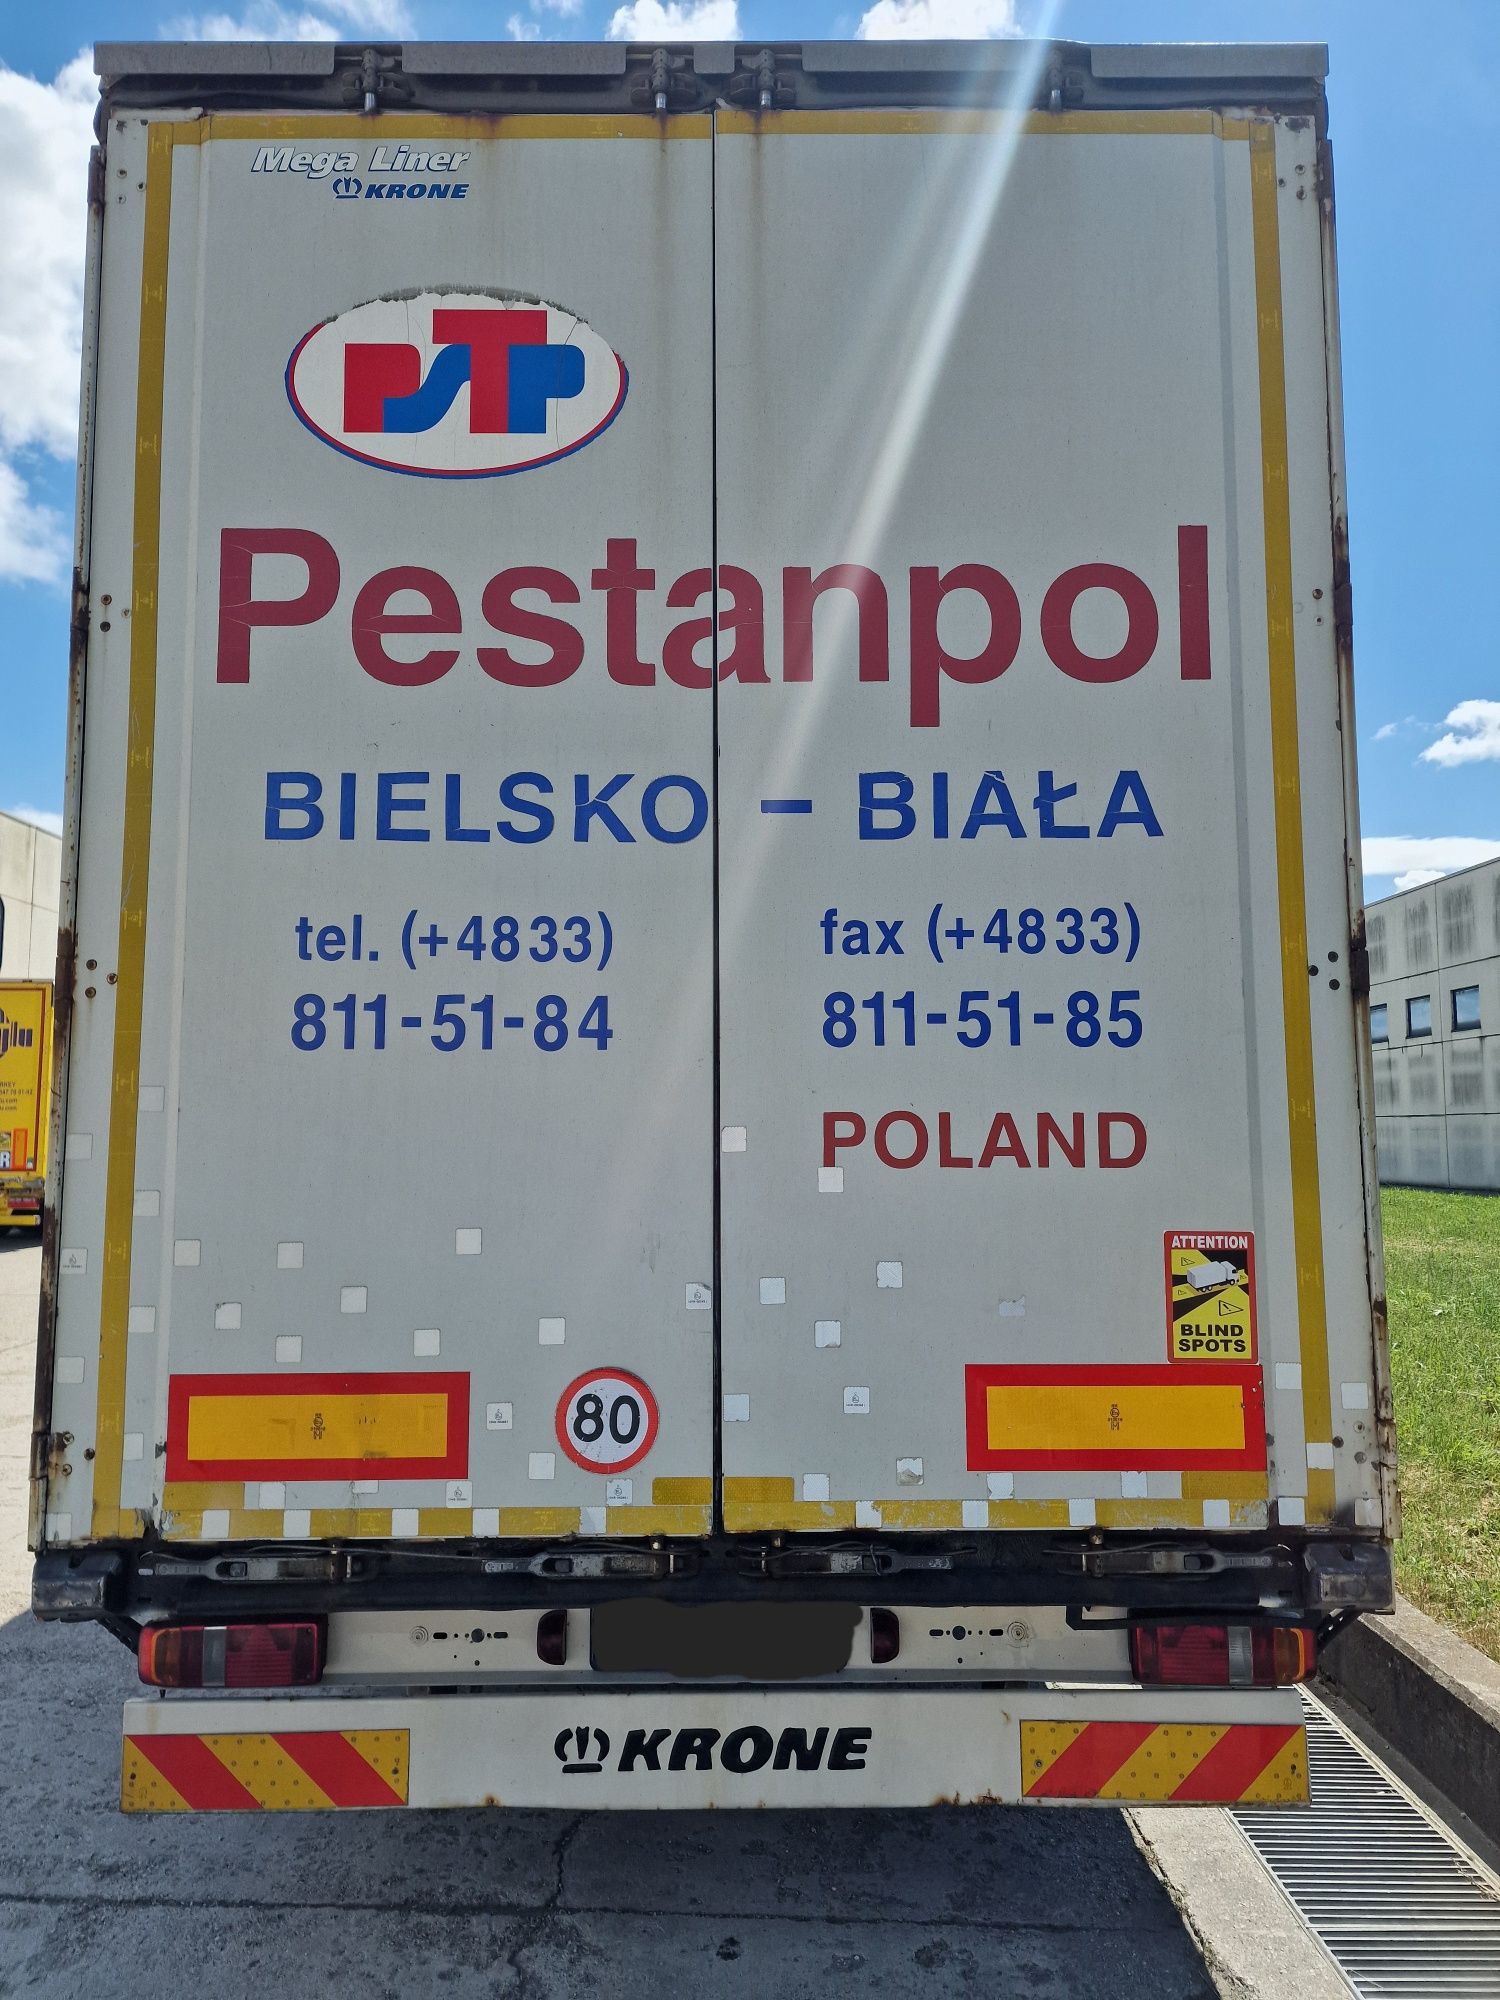 Mega Liner
KRONE
PSTP
Pestanpol
BIELSKO - BIAŁA
tel. (+4833)
fax (+4833)
811-51-84
811-51-85
POLAND
ATTENTION
BLIND
SPOTS
80
KRONE